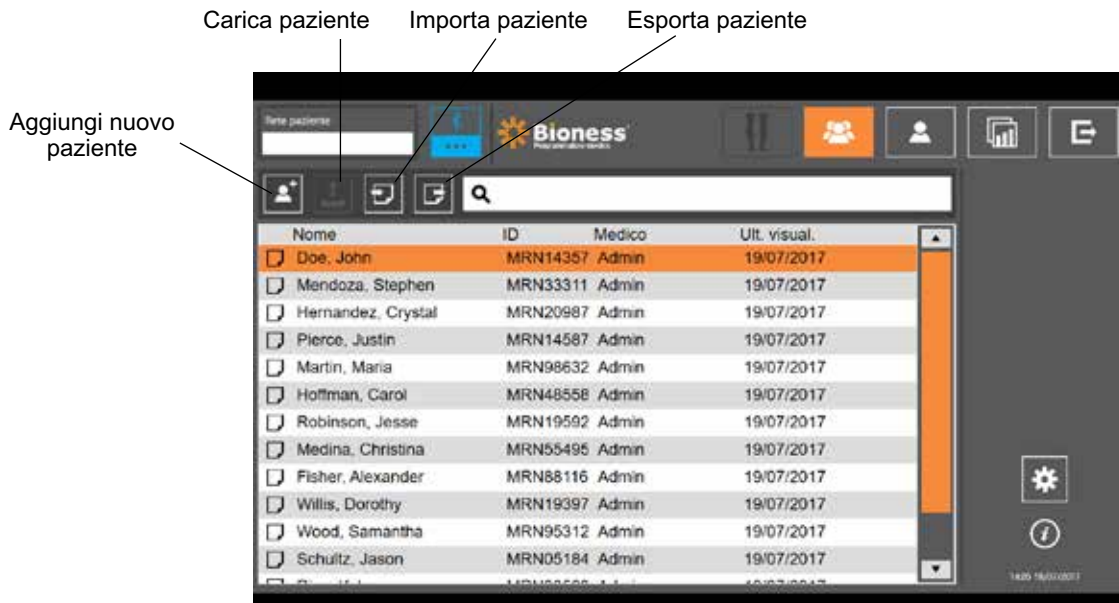 Carica paziente Importa paziente Esporta paziente
Aggiungi nuovo
paziente
Rete paziente
Bioness
Nome ID Medico Ult. visual.
Doe, John MRN14357 Admin 19/07/2017
Mendoza, Stephen MRN33311 Admin 19/07/2017
Hernandez, Crystal MRN20987 Admin 19/07/2017
Pierce, Justin MRN14587 Admin 19/07/2017
Martin, Maria MRN98632 Admin 19/07/2017
Hoffman, Carol MRN48558 Admin 19/07/2017
Robinson, Jesse MRN19592 Admin 19/07/2017
Medina, Christina MRN55495 Admin 19/07/2017
Fisher, Alexander MRN88116 Admin 19/07/2017
Willis, Dorothy MRN19397 Admin 19/07/2017
Wood, Samantha MRN95312 Admin 19/07/2017
Schultz, Jason MRN05184 Admin 19/07/2017